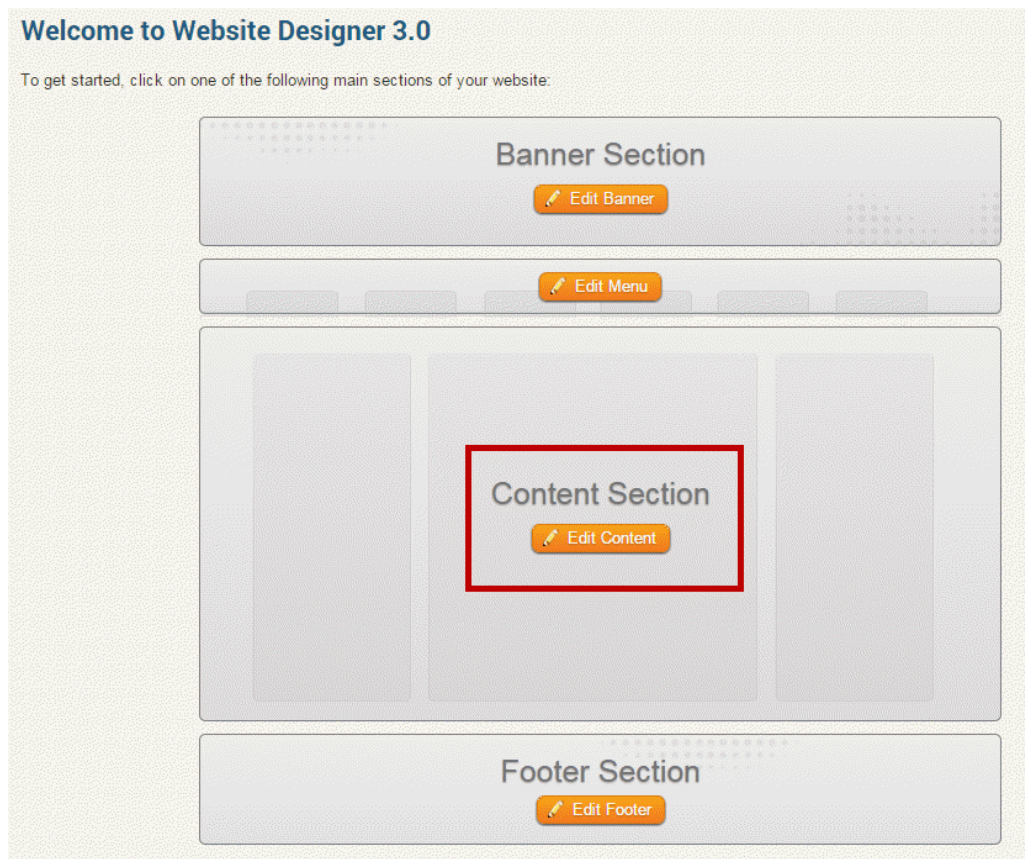 Welcome to Website Designer 3.0
To get started, click on one of the following main sections of your website:
Banner Section
Edit Banner
Edit Menu
Content Section
Edit Content
Footer Section
Edit Footer